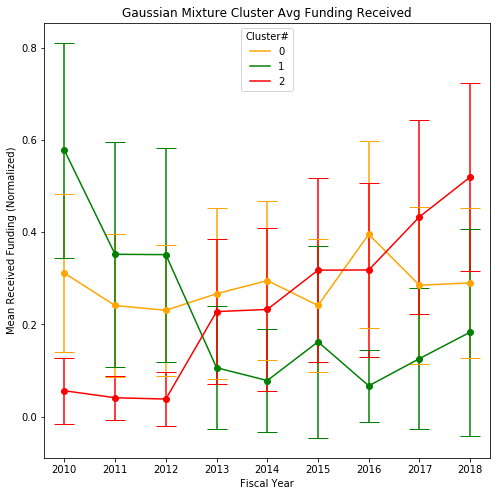 Gaussian Mixture Cluster Avg Funding Received
Cluster#
0
1
2
Mean Received Funding (Normalized)
0.8
0.6
0.4
0.2
0.0
2010 2011 2012 2013 2014 2015 2016 2017 2018
Fiscal Year